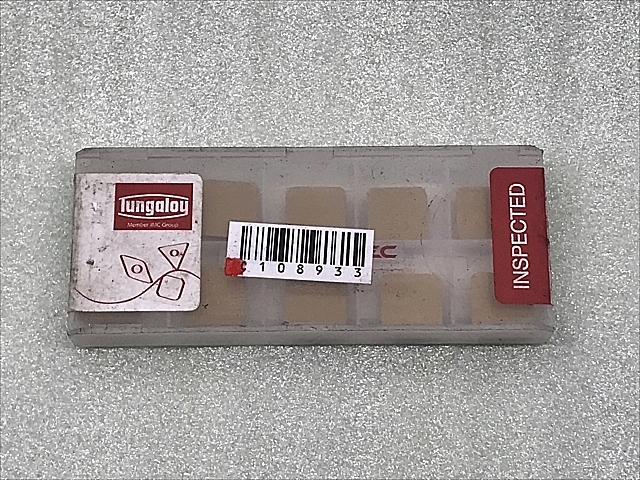 Tungaloy
Member IMC Group
108933
INSPECTED